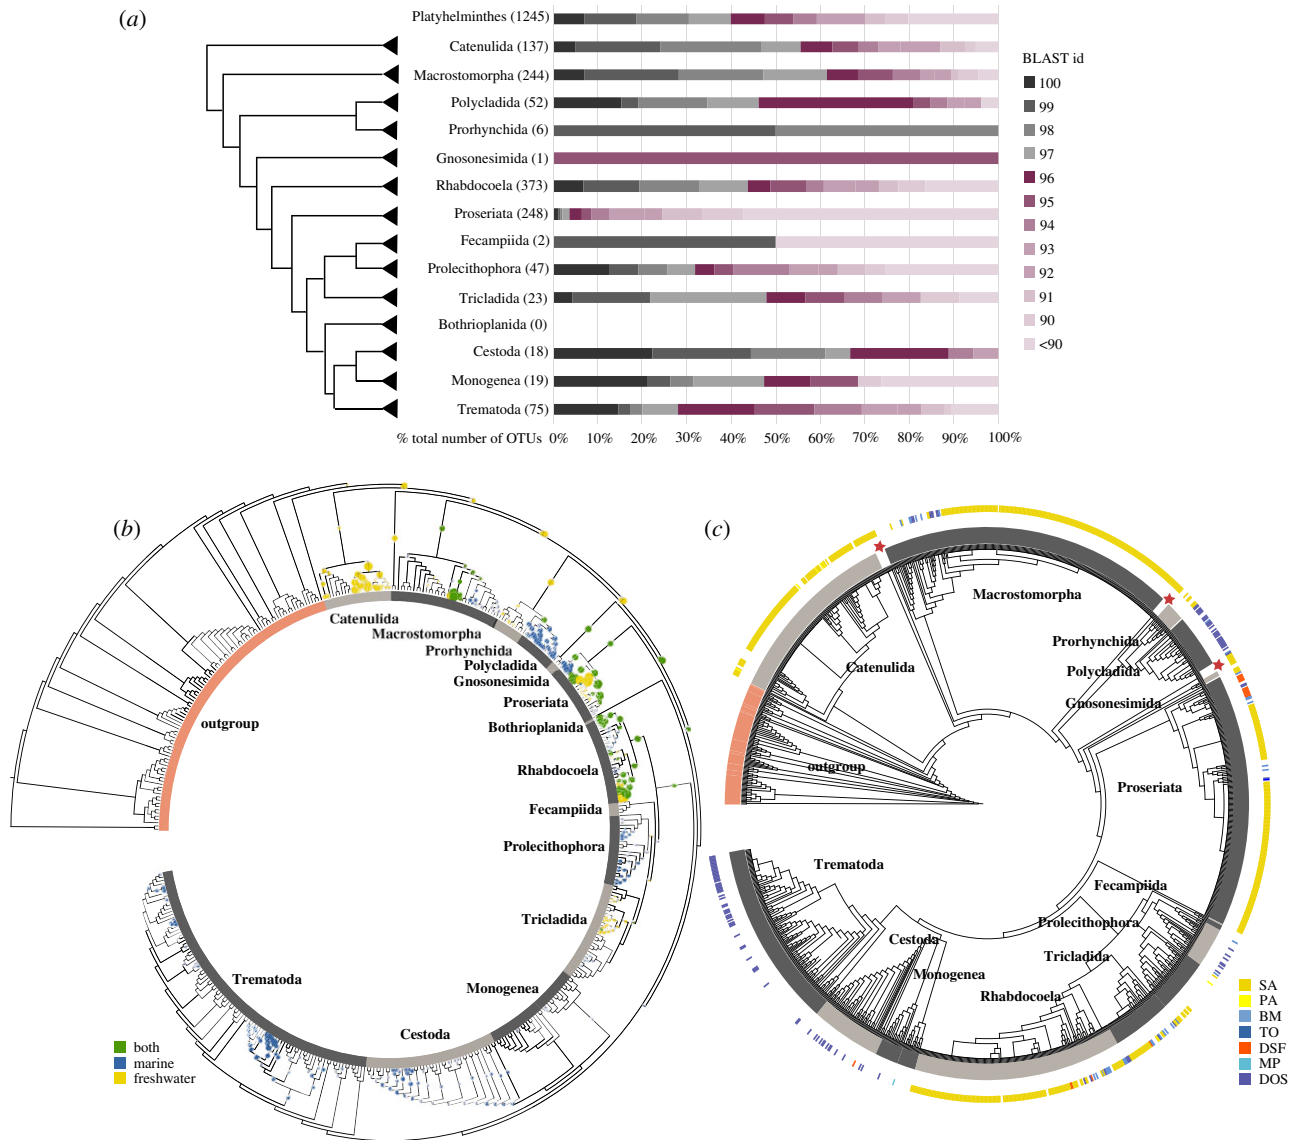 (a)
Platyhelminthes (1245)
Catenulida (137)
Macrostomorpha (244)
Polycladida (52)
Prorhynchida (6)
Gnosonesimida (1)
Rhabdocoela (373)
Proseriata (248)
Fecampiida (2)
Prolecithophora (47)
Tricladida (23)
Bothrioplanida (0)
Cestoda (18)
Monogenea (19)
Trematoda (75)
% total number of OTUs 0% 10% 20% 30% 40% 50% 60% 70% 80% 90% 100%
BLAST id
100
99
98
97
96
95
94
93
92
91
90
<90
(b)
Catenulida
Macrostomorpha
Prorhynchida
Polycladida
Gnosonesimida
Proseriata
Bothrioplanida
Rhabdocoela
Fecampiida
Prolecithophora
Tricladida
Monogenea
Cestoda
Trematoda
outgroup
both
marine
freshwater
(c)
Macrostomorpha
Prorhynchida
Polycladida
Gnosonesimida
Catenulida
outgroup
Proseriata
Trematoda
Fecampiida
Prolecithophora
Cestoda
Tricladida
Monogenea
Rhabdocoela
SA
PA
BM
TO
DSF
MP
DOS